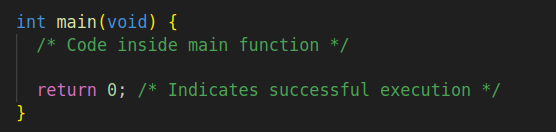 int main(void) {
/* Code inside main function */
return 0; /* Indicates successful execution */
}